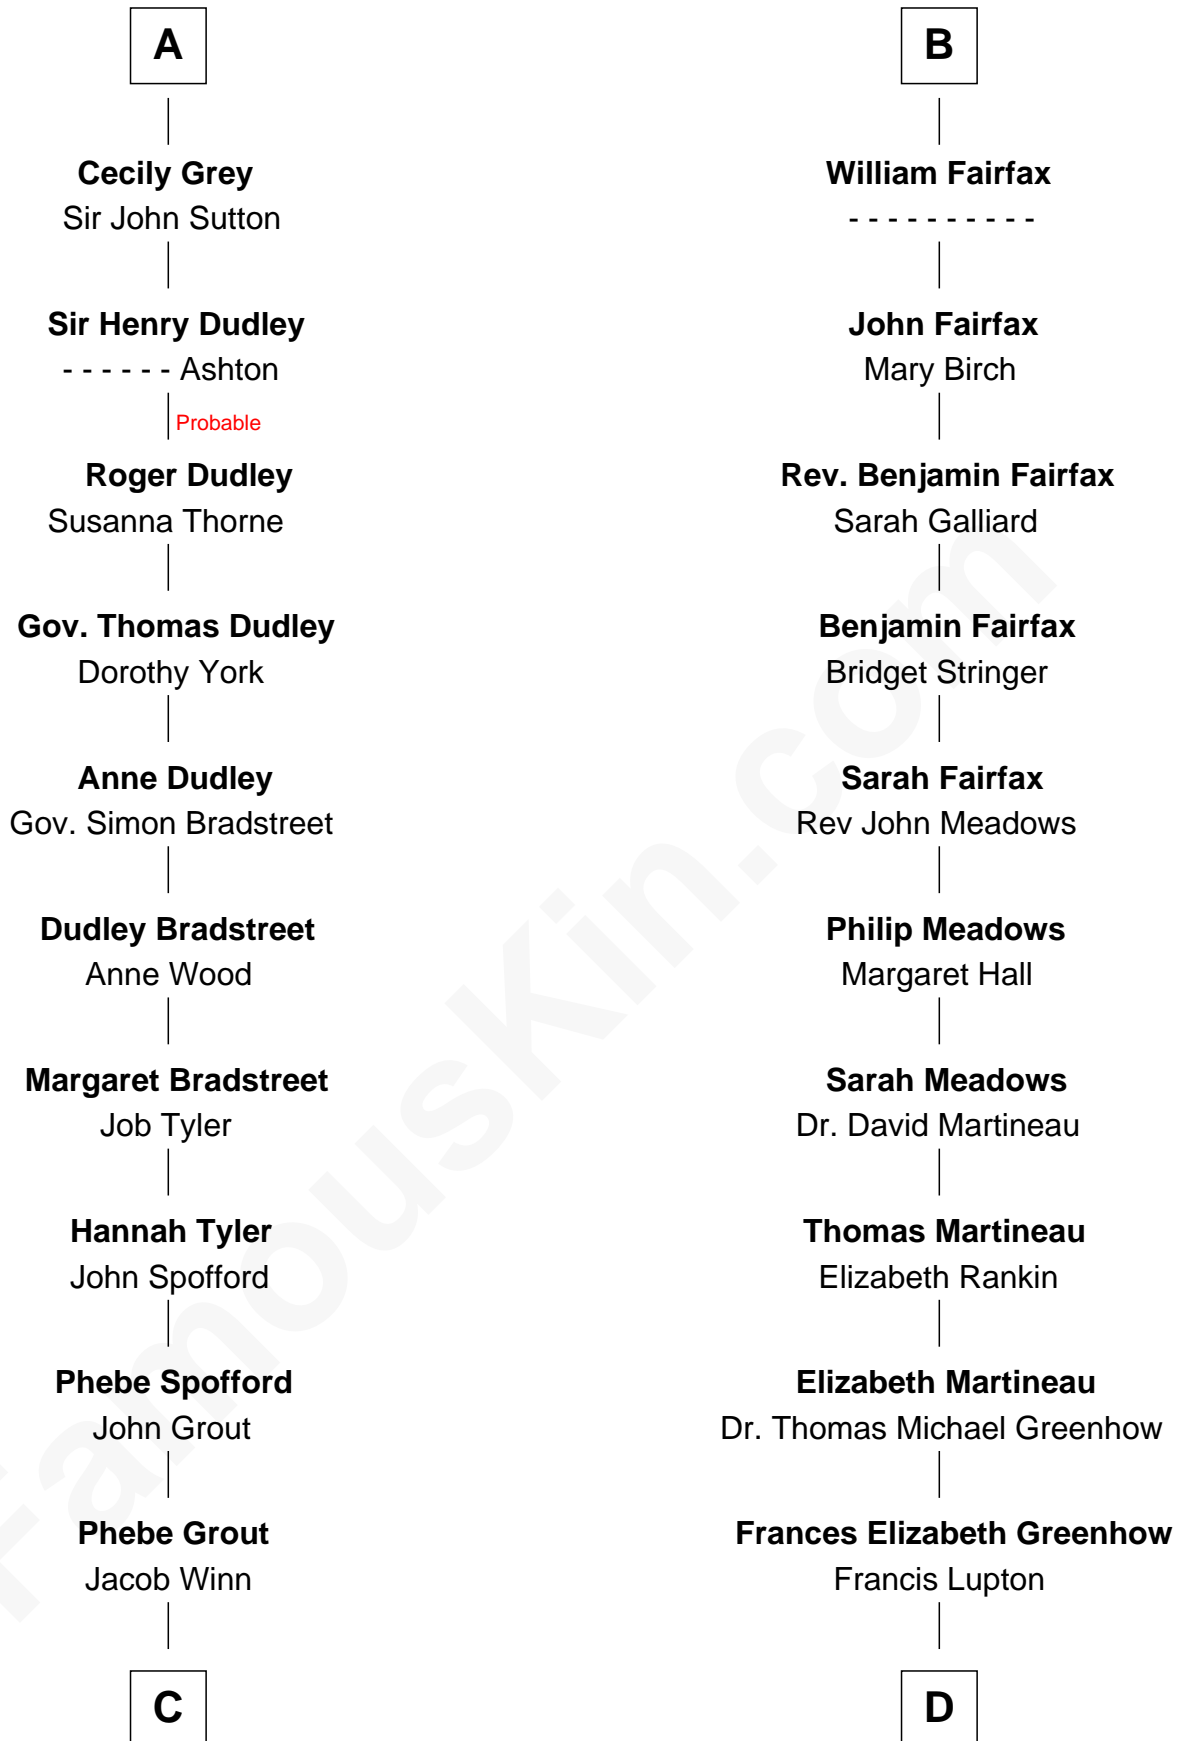 A
Cecily Grey
Sir John Sutton
Sir Henry Dudley
- - - - - - Ashton
Probable
Roger Dudley
Susanna Thorne
Gov. Thomas Dudley
Dorothy York
Anne Dudley
Gov. Simon Bradstreet
Dudley Bradstreet
Anne Wood
Margaret Bradstreet
Job Tyler
Hannah Tyler
John Spofford
Phebe Spofford
John Grout
Phebe Grout
Jacob Winn
C
B
William Fairfax
- - - - - - - - - -
John Fairfax
Mary Birch
Rev. Benjamin Fairfax
Sarah Galliard
Benjamin Fairfax
Bridget Stringer
Sarah Fairfax
Rev John Meadows
Philip Meadows
Margaret Hall
Sarah Meadows
Dr. David Martineau
Thomas Martineau
Elizabeth Rankin
Elizabeth Martineau
Dr. Thomas Michael Greenhow
Frances Elizabeth Greenhow
Francis Lupton
D
FamousKin.com